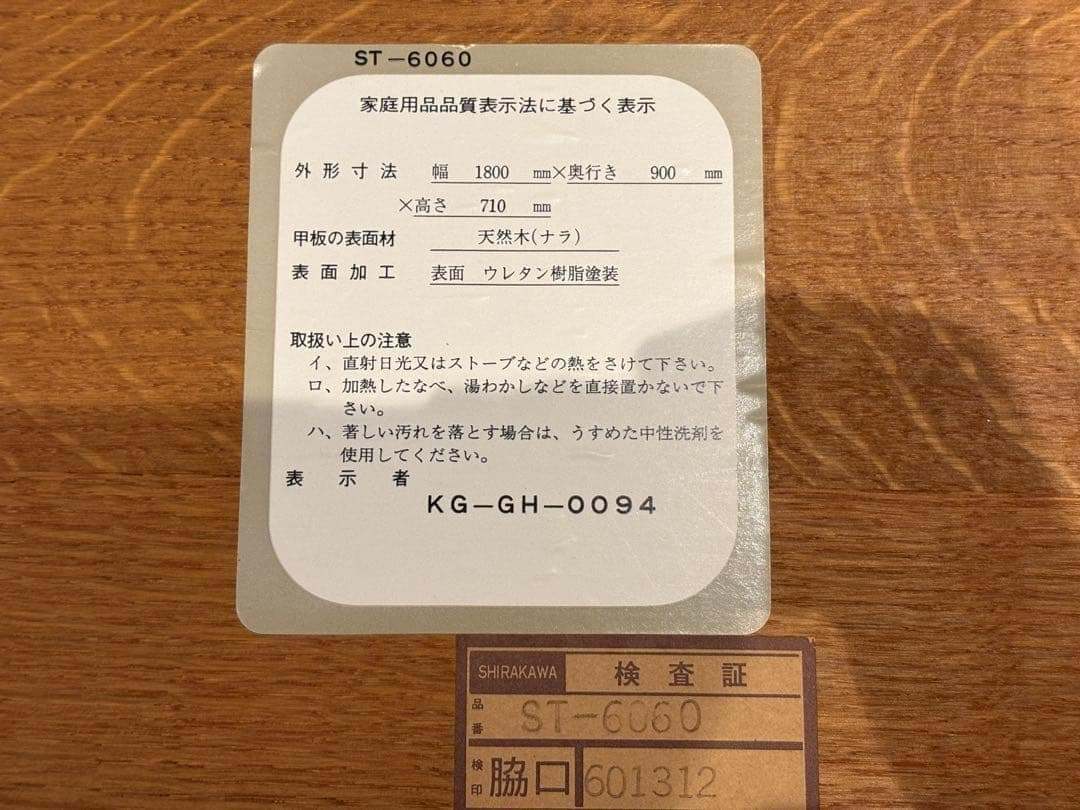 ST-6060
家庭用品品質表示法に基づく表示
外形寸法 幅 1800 mm×奥行き 900 mm
×高さ 710 mm
甲板の表面材 天然木(ナラ)
表面加工 表面 ウレタン樹脂塗装
取扱い上の注意
イ、直射日光又はストーブなどの熱をさけて下さい。
ロ、加熱したなべ、湯わかしなどを直接置かないで下
さい。
ハ、著しい汚れを落とす場合は、うすめた中性洗剤を
使用してください。
表示者
KG-GH-0094
SHIRAKAWA 検査証
品番 ST-6060
検印 脇口 601312